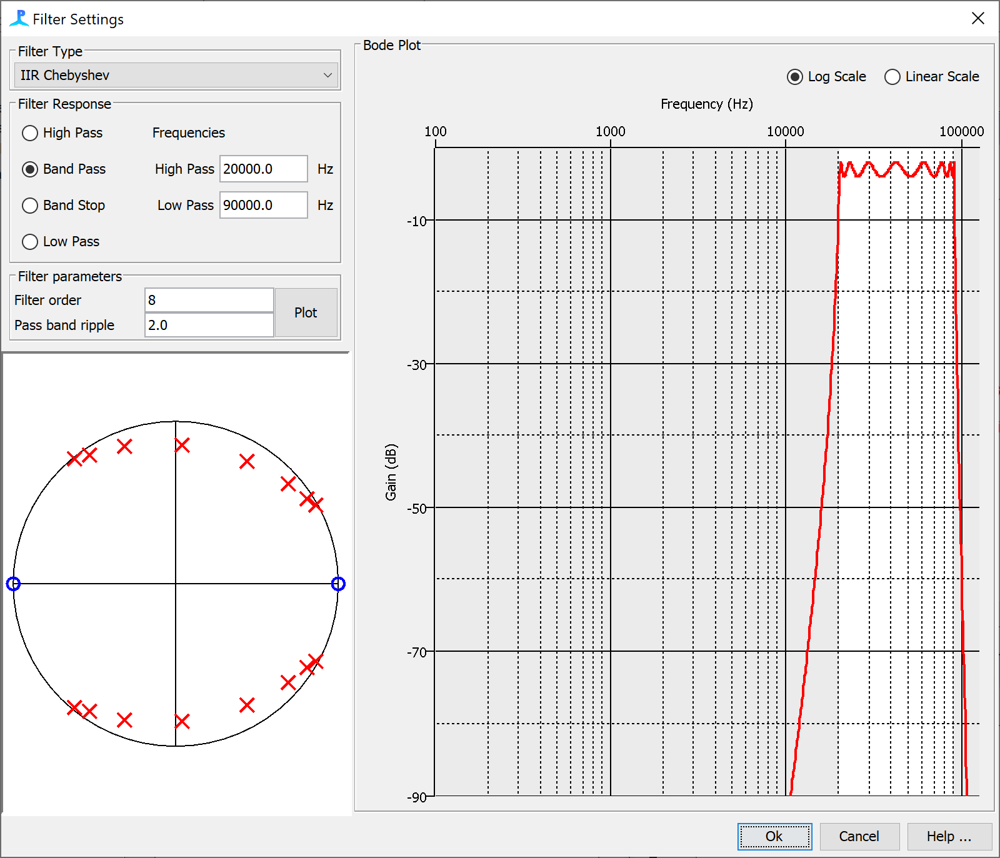 Filter Settings
Filter Type
IIR Chebyshev
Filter Response
High Pass
Frequencies
Band Pass
High Pass 20000.0 Hz
Band Stop
Low Pass 90000.0 Hz
Low Pass
Filter parameters
Filter order 8
Pass band ripple 2.0
Plot
Bode Plot
Log Scale
Linear Scale
Frequency (Hz)
100 1000 10000 100000
-10
-30
-50
-70
-90
Gain (dB)
Ok
Cancel
Help ...